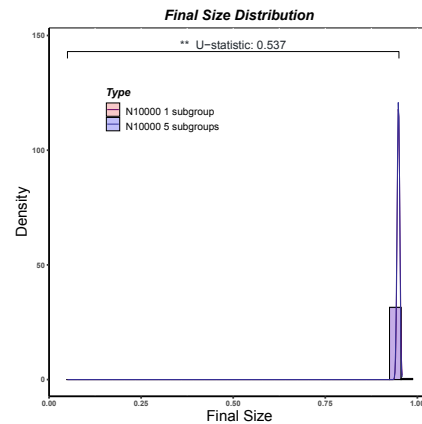 Final Size Distribution
** U−statistic: 0.537
Type
N10000 1 subgroup
N10000 5 subgroups
Density
150
100
50
0
0.00 0.25 0.50 0.75 1.00
Final Size